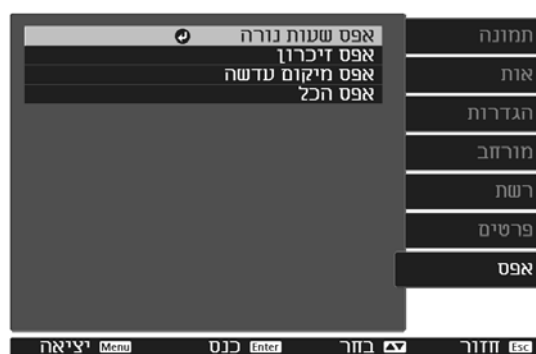 תמונה
אות
הגדרות
מורחב
רשת
פרטים
אפס
אפס שעות נורה
אפס זיכרון
אפס מיקום עדשה
אפס הכל
Esc חזור בחר Enter כנס Menu יציאה